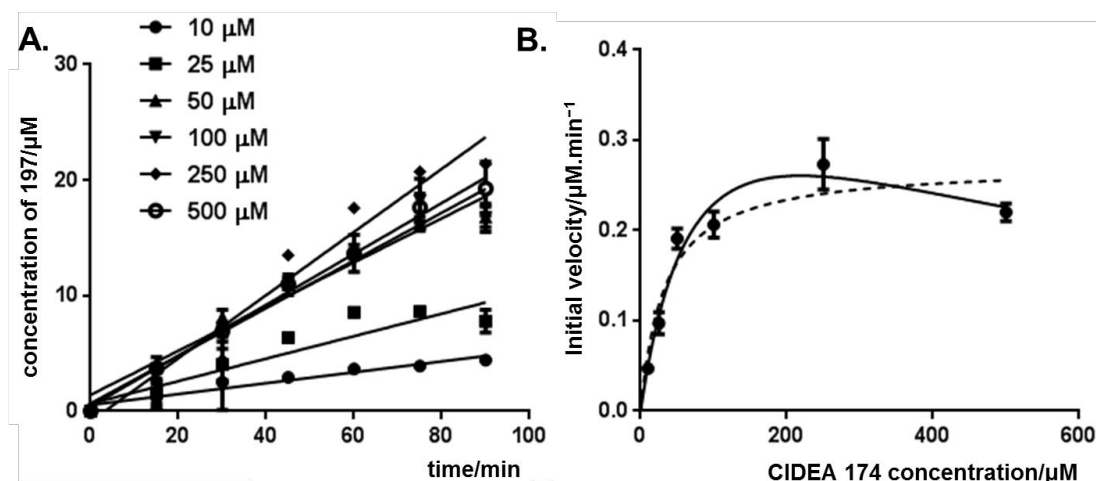 A.
10 µM
25 µM
50 µM
100 µM
250 µM
500 µM
concentration of 197/µM
30
20
10
0
0 20 40 60 80 100
time/min
B.
Initial velocity/µM.min⁻¹
0.4
0.3
0.2
0.1
0.0
0 200 400 600
CIDEA 174 concentration/µM